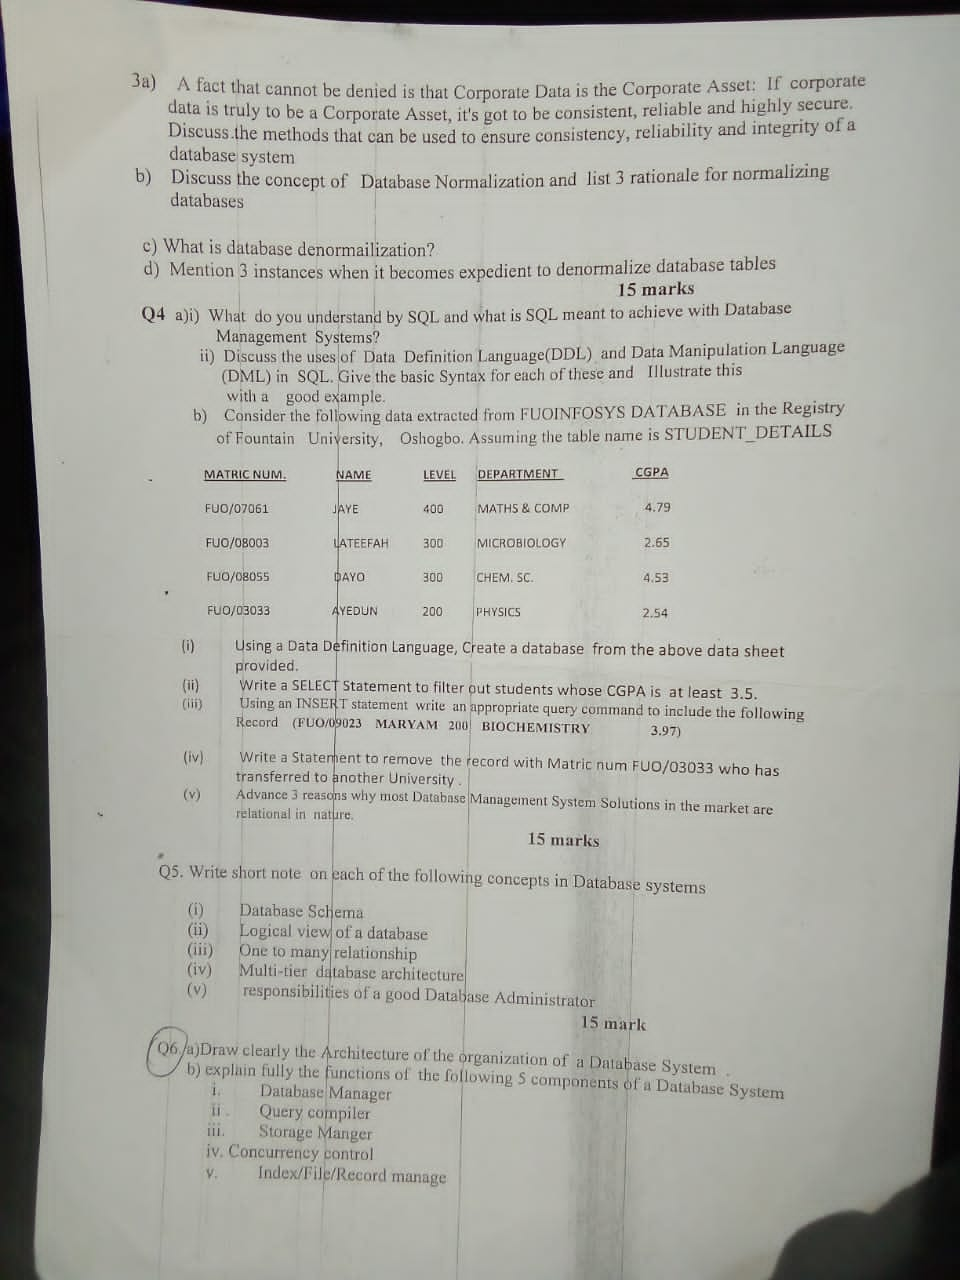 3a) A fact that cannot be denied is that Corporate Data is the Corporate Asset: If corporate
data is truly to be a Corporate Asset, it's got to be consistent, reliable and highly secure.
Discuss.the methods that can be used to ensure consistency, reliability and integrity of a
database system
b) Discuss the concept of Database Normalization and list 3 rationale for normalizing
databases
c) What is database denormailization?
d) Mention 3 instances when it becomes expedient to denormalize database tables
15 marks
Q4 a)i) What do you understand by SQL and what is SQL meant to achieve with Database
Management Systems?
ii) Discuss the uses of Data Definition Language(DDL) and Data Manipulation Language
(DML) in SQL. Give the basic Syntax for each of these and Illustrate this
with a good example.
b) Consider the following data extracted from FUOINFOSYS DATABASE in the Registry
of Fountain University, Oshogbo. Assuming the table name is STUDENT_DETAILS
MATRIC NUM. NAME LEVEL DEPARTMENT CGPA
FUO/07061 JAYE 400 MATHS & COMP 4.79
FUO/08003 LATEEFAH 300 MICROBIOLOGY 2.65
FUO/08055 DAYO 300 CHEM. SC. 4.53
FUO/03033 AYEDUN 200 PHYSICS 2.54
(i) Using a Data Definition Language, Create a database from the above data sheet
provided.
(ii) Write a SELECT Statement to filter out students whose CGPA is at least 3.5.
(iii) Using an INSERT statement write an appropriate query command to include the following
Record (FUO/09023 MARYAM 200 BIOCHEMISTRY 3.97)
(iv) Write a Statement to remove the record with Matric num FUO/03033 who has
transferred to another University .
(v) Advance 3 reasons why most Database Management System Solutions in the market are
relational in nature.
15 marks
Q5. Write short note on each of the following concepts in Database systems
(i) Database Schema
(ii) Logical view of a database
(iii) One to many relationship
(iv) Multi-tier database architecture
(v) responsibilities of a good Database Administrator
15 mark
Q6 a)Draw clearly the Architecture of the organization of a Database System .
b) explain fully the functions of the following 5 components of a Database System
i. Database Manager
ii . Query compiler
iii. Storage Manger
iv. Concurrency control
v. Index/File/Record manage